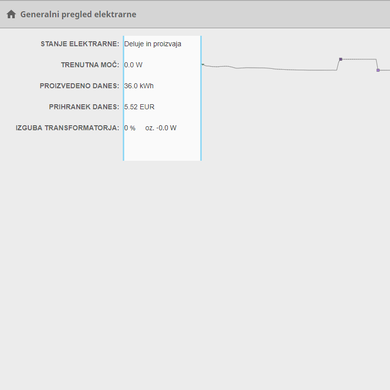 Generalni pregled elektrarne
STANJE ELEKTRARNE: Deluje in proizvaja
TRENUTNA MOČ: 0.0 W
PROIZVEDENO DANES: 36.0 kWh
PRIHRANEK DANES: 5.52 EUR
IZGUBA TRANSFORMATORJA: 0 % oz. -0.0 W